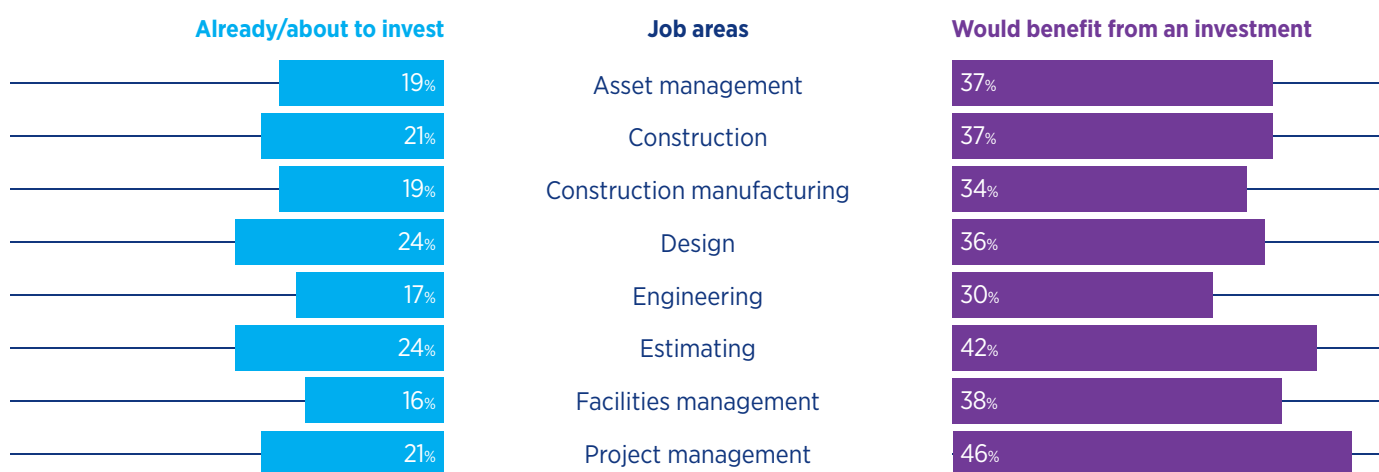 Already/about to invest Job areas Would benefit from an investment
19% Asset management 37%
21% Construction 37%
19% Construction manufacturing 34%
24% Design 36%
17% Engineering 30%
24% Estimating 42%
16% Facilities management 38%
21% Project management 46%